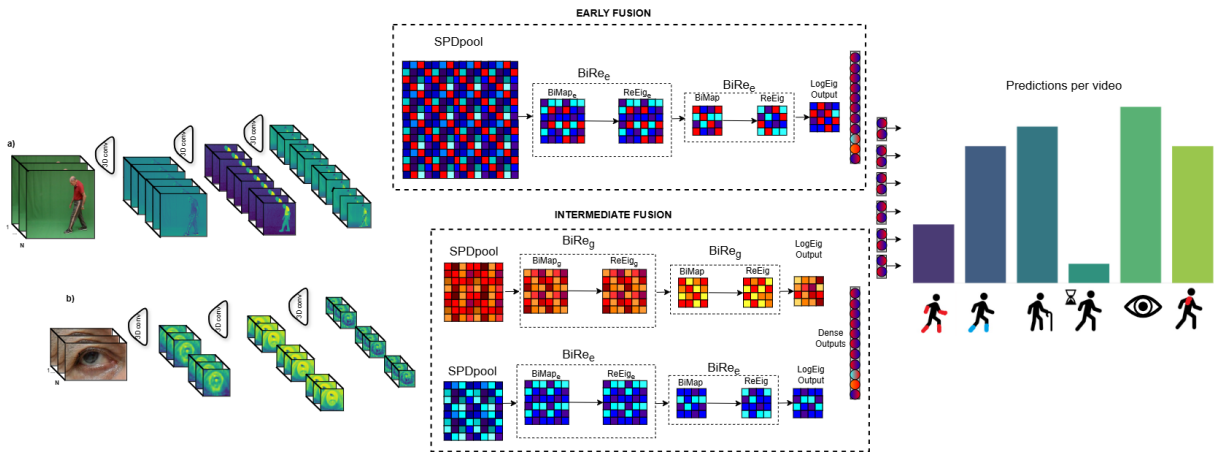 EARLY FUSION
SPDpool
BiRe_e
BiMap_e
ReEig_e
BiRe_e
BiMap
ReEig
LogEig
Output
a)
3D conv
3D conv
3D conv
1
...
N
INTERMEDIATE FUSION
SPDpool
BiRe_g
BiMap_g
ReEig_g
BiRe_g
BiMap
ReEig
LogEig
Output
b)
3D conv
3D conv
3D conv
1
...
N
SPDpool
BiRe_e
BiMap_e
ReEig_e
BiRe_e
BiMap
ReEig
LogEig
Output
Dense
Outputs
Predictions per video